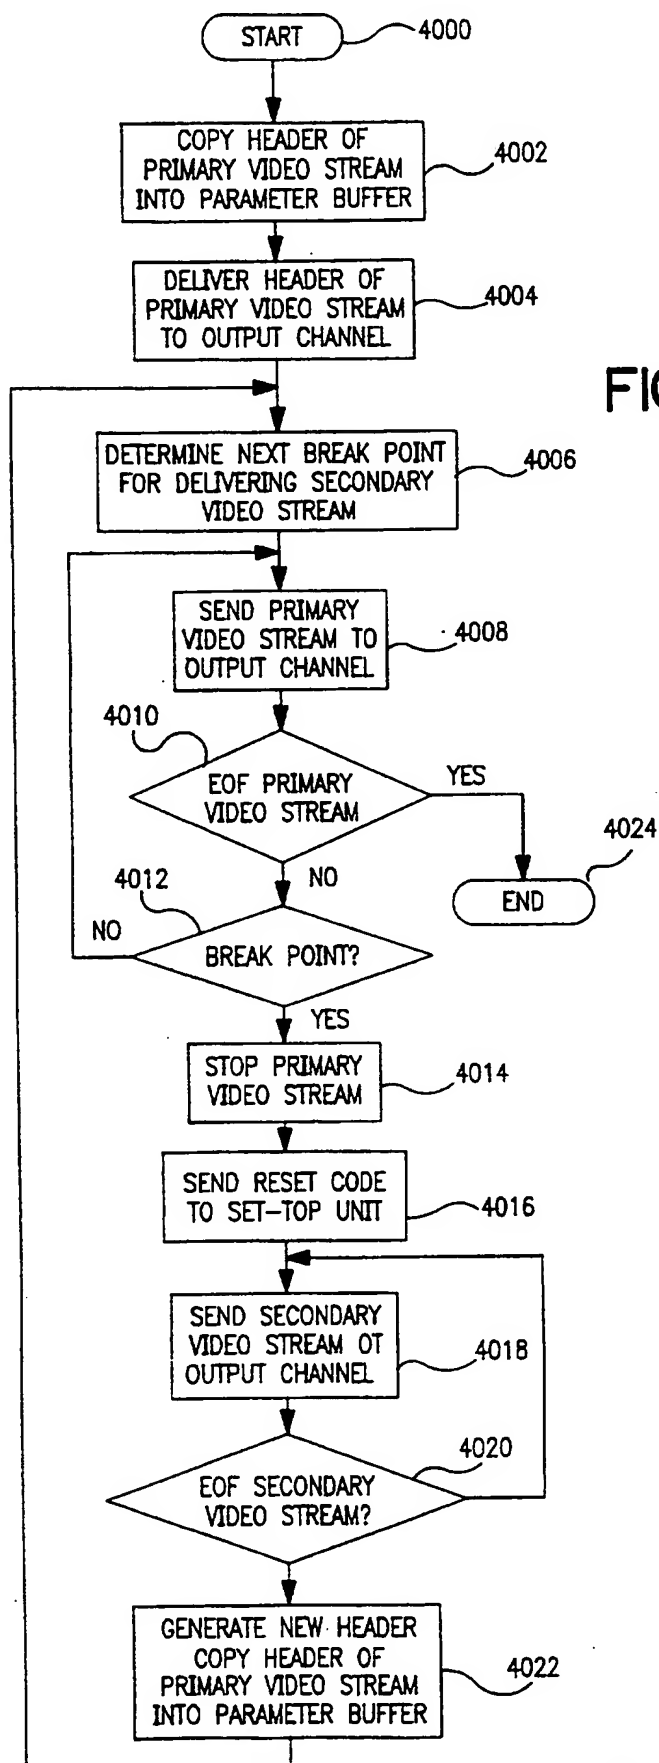 START
4000
COPY HEADER OF
PRIMARY VIDEO STREAM
INTO PARAMETER BUFFER
4002
DELIVER HEADER OF
PRIMARY VIDEO STREAM
TO OUTPUT CHANNEL
4004
DETERMINE NEXT BREAK POINT
FOR DELIVERING SECONDARY
VIDEO STREAM
4006
SEND PRIMARY
VIDEO STREAM TO
OUTPUT CHANNEL
4008
4010
EOF PRIMARY
VIDEO STREAM
YES
4024
END
NO
4012
NO
BREAK POINT?
YES
STOP PRIMARY
VIDEO STREAM
4014
SEND RESET CODE
TO SET-TOP UNIT
4016
SEND SECONDARY
VIDEO STREAM OT
OUTPUT CHANNEL
4018
4020
EOF SECONDARY
VIDEO STREAM?
GENERATE NEW HEADER
COPY HEADER OF
PRIMARY VIDEO STREAM
INTO PARAMETER BUFFER
4022